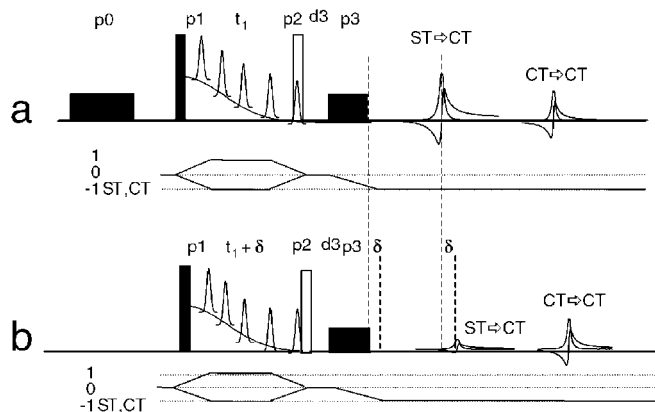 p0 p1 t1 p2 d3 p3
ST⇒CT
CT⇒CT
a
1
0
-1 ST,CT
p1 t1 + δ p2 d3 p3 δ δ
ST⇒CT
CT⇒CT
b
1
0
-1 ST,CT